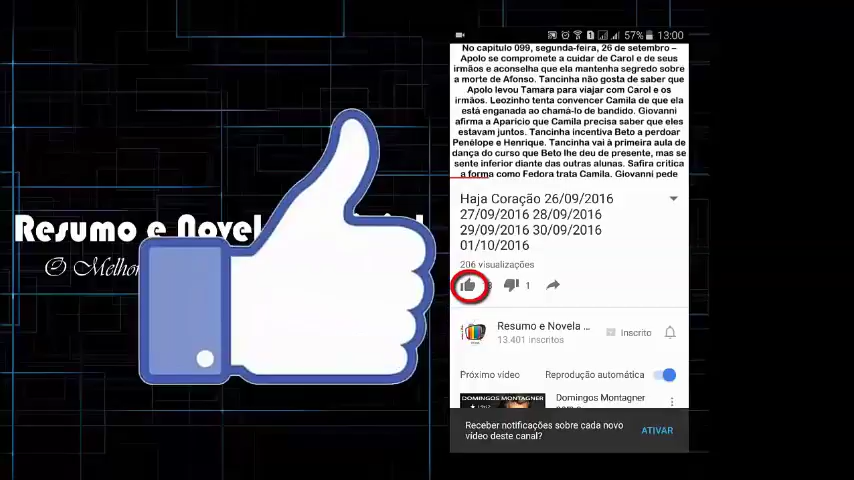 Resumo e Novel
O Melhor
57% 13:00
No capítulo 099, segunda-feira, 26 de setembro –
Apolo se compromete a cuidar de Carol e de seus
irmãos e aconselha que ela mantenha segredo sobre
a morte de Afonso. Tancinha não gosta de saber que
Apolo levou Tamara para viajar com Carol e os
irmãos. Leozinho tenta convencer Camila de que ela
está enganada ao chamá-lo de bandido. Giovanni
afirma a Aparício que Camila precisa saber que eles
estavam juntos. Tancinha incentiva Beto a perdoar
Penélope e Henrique. Tancinha vai à primeira aula de
dança do curso que Beto lhe deu de presente, mas se
sente inferior diante das outras alunas. Safira critica
a forma como Fedora trata Camila. Giovanni pede
Haja Coração 26/09/2016
27/09/2016 28/09/2016
29/09/2016 30/09/2016
01/10/2016
206 visualizações
1
Resumo e Novela ...
Inscrito
13.401 inscritos
Próximo vídeo
Reprodução automática
DOMINGOS MONTAGNER
Domingos Montagner
Receber notificações sobre cada novo
vídeo deste canal?
ATIVAR